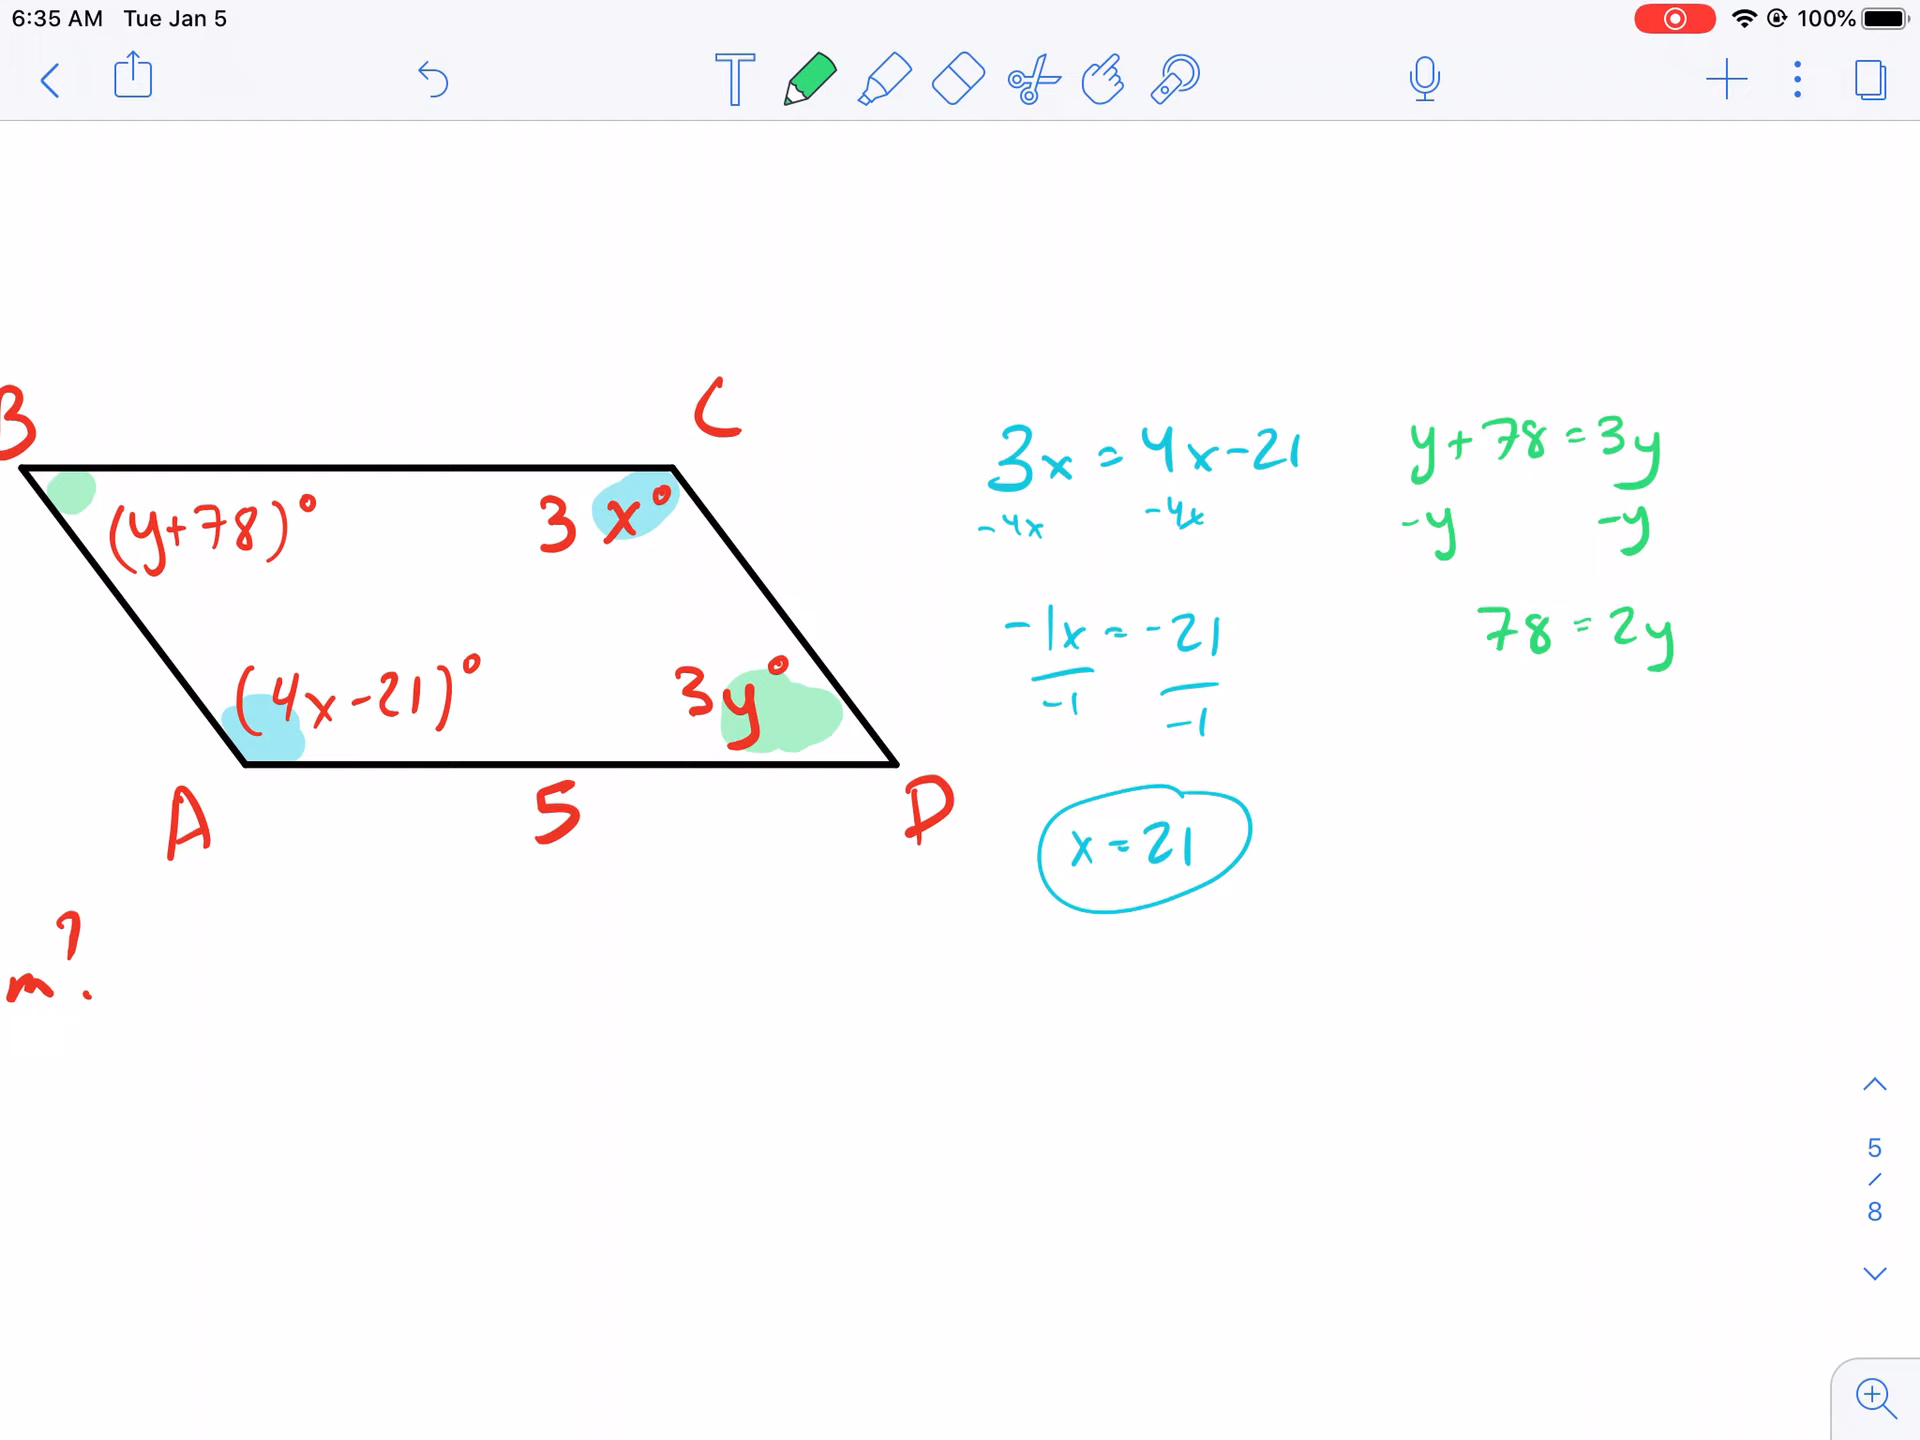 6:35 AM Tue Jan 5
100%
T
B
C
(y+78)°
3x°
(4x-21)°
3y°
A
5
D
m?
3x = 4x-21
-4x -4x
-1x = -21
-1 -1
x = 21
y+78 = 3y
-y -y
78 = 2y
5
/
8